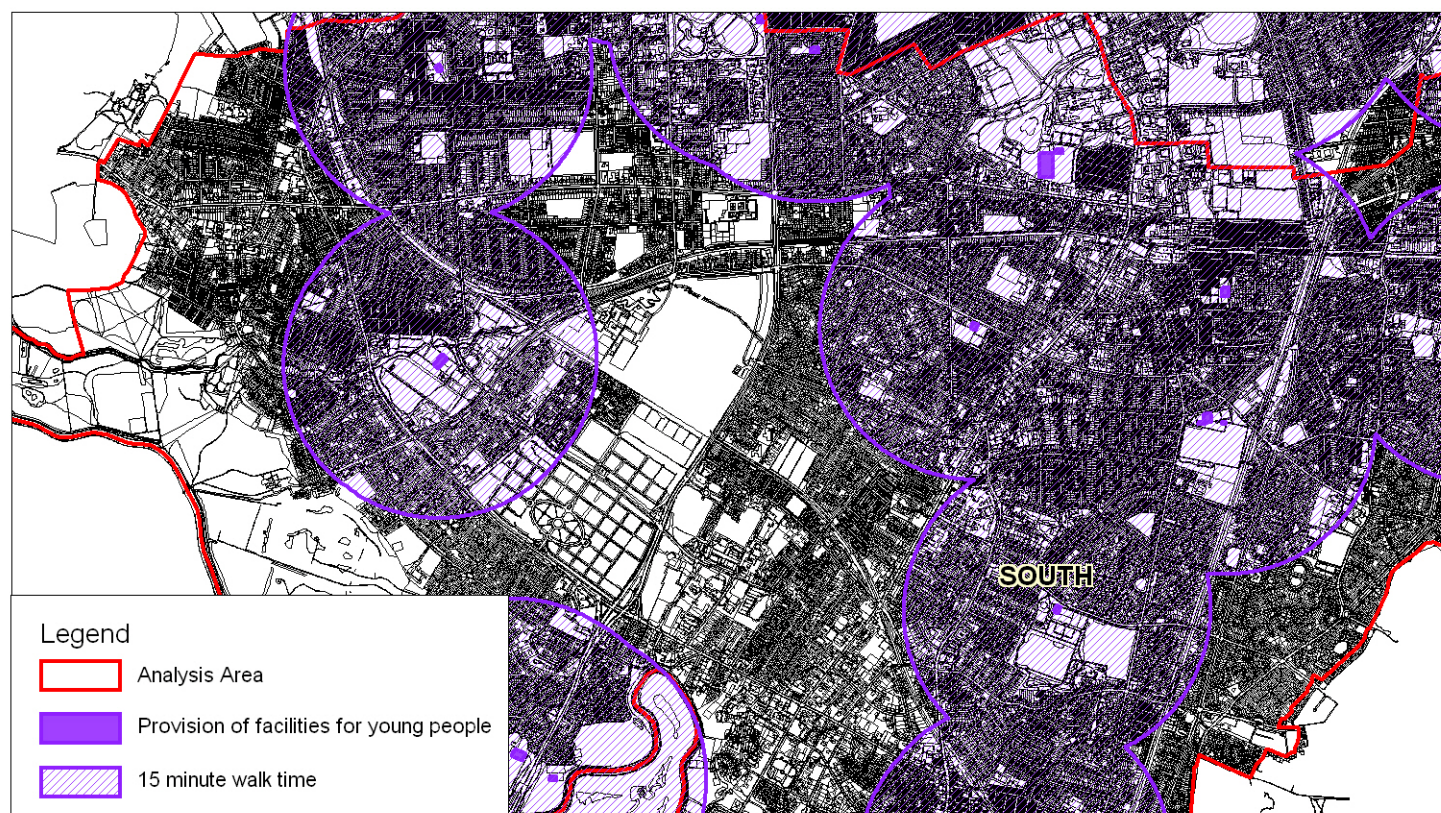 SOUTH
Legend
Analysis Area
Provision of facilities for young people
15 minute walk time